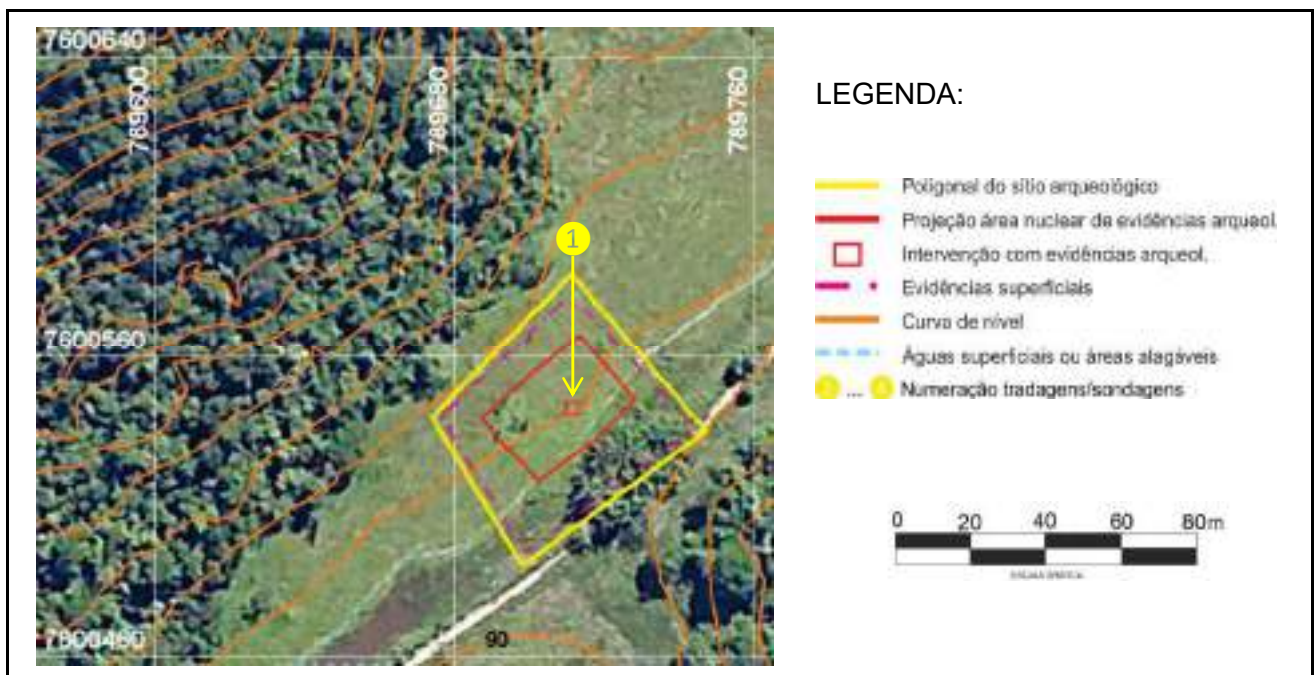 7600640
789600
789680
789760
1
7600560
7600480
90
LEGENDA:
Poligonal do sítio arqueológico
Projeção área nuclear de evidências arqueol.
Intervenção com evidências arqueol.
Evidências superficiais
Curva de nível
Águas superficiais ou áreas alagáveis
... Numeração tradagens/sondagens
0 20 40 60 80m